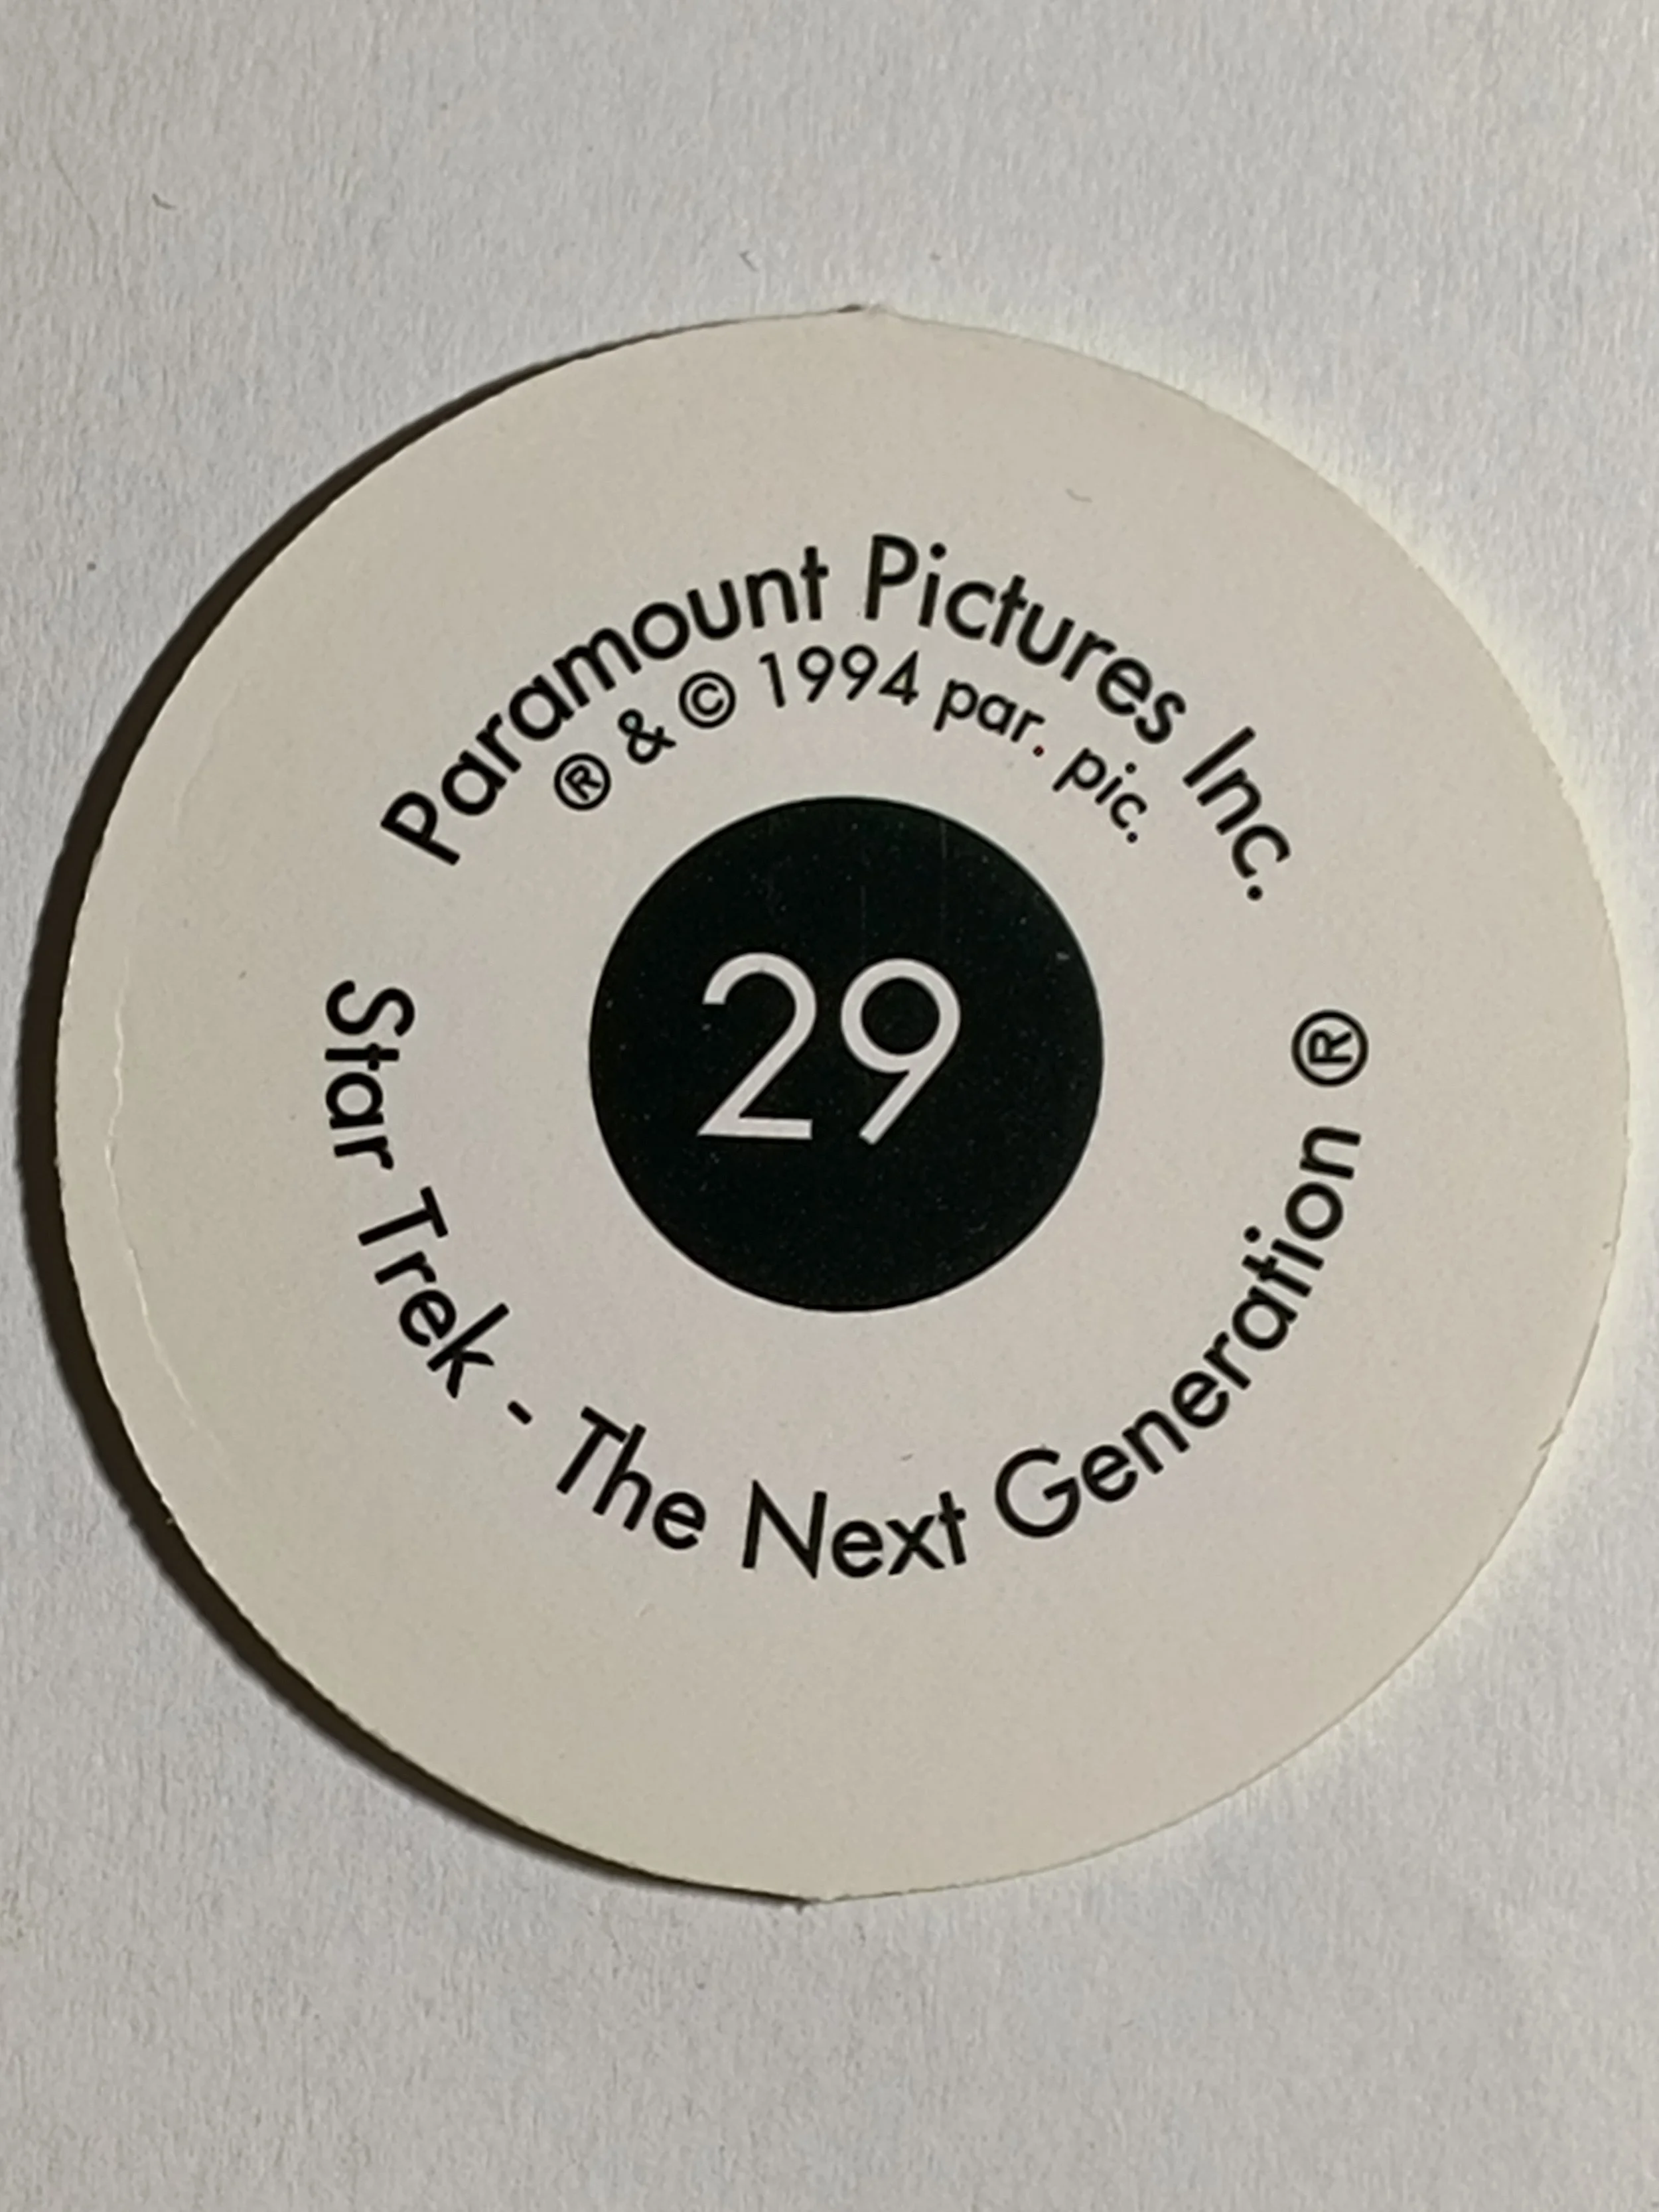 Paramount Pictures Inc.
® & © 1994 par. pic.
29
Star Trek - The Next Generation ®